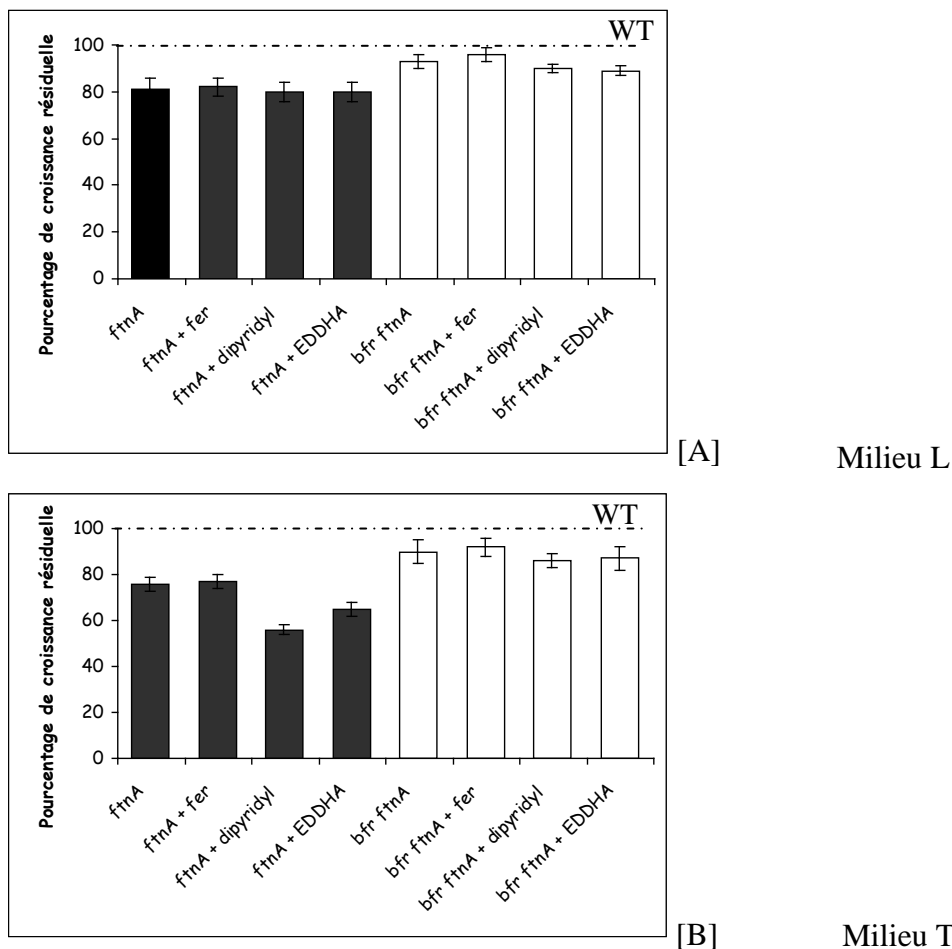 WT
100
80
60
40
20
0
Pourcentage de croissance résiduelle
ftnA
ftnA + fer
ftnA + dipyridyl
ftnA + EDDHA
bfr ftnA
bfr ftnA + fer
bfr ftnA + dipyridyl
bfr ftnA + EDDHA
[A]
Milieu L
WT
100
80
60
40
20
0
Pourcentage de croissance résiduelle
ftnA
ftnA + fer
ftnA + dipyridyl
ftnA + EDDHA
bfr ftnA
bfr ftnA + fer
bfr ftnA + dipyridyl
bfr ftnA + EDDHA
[B]
Milieu T